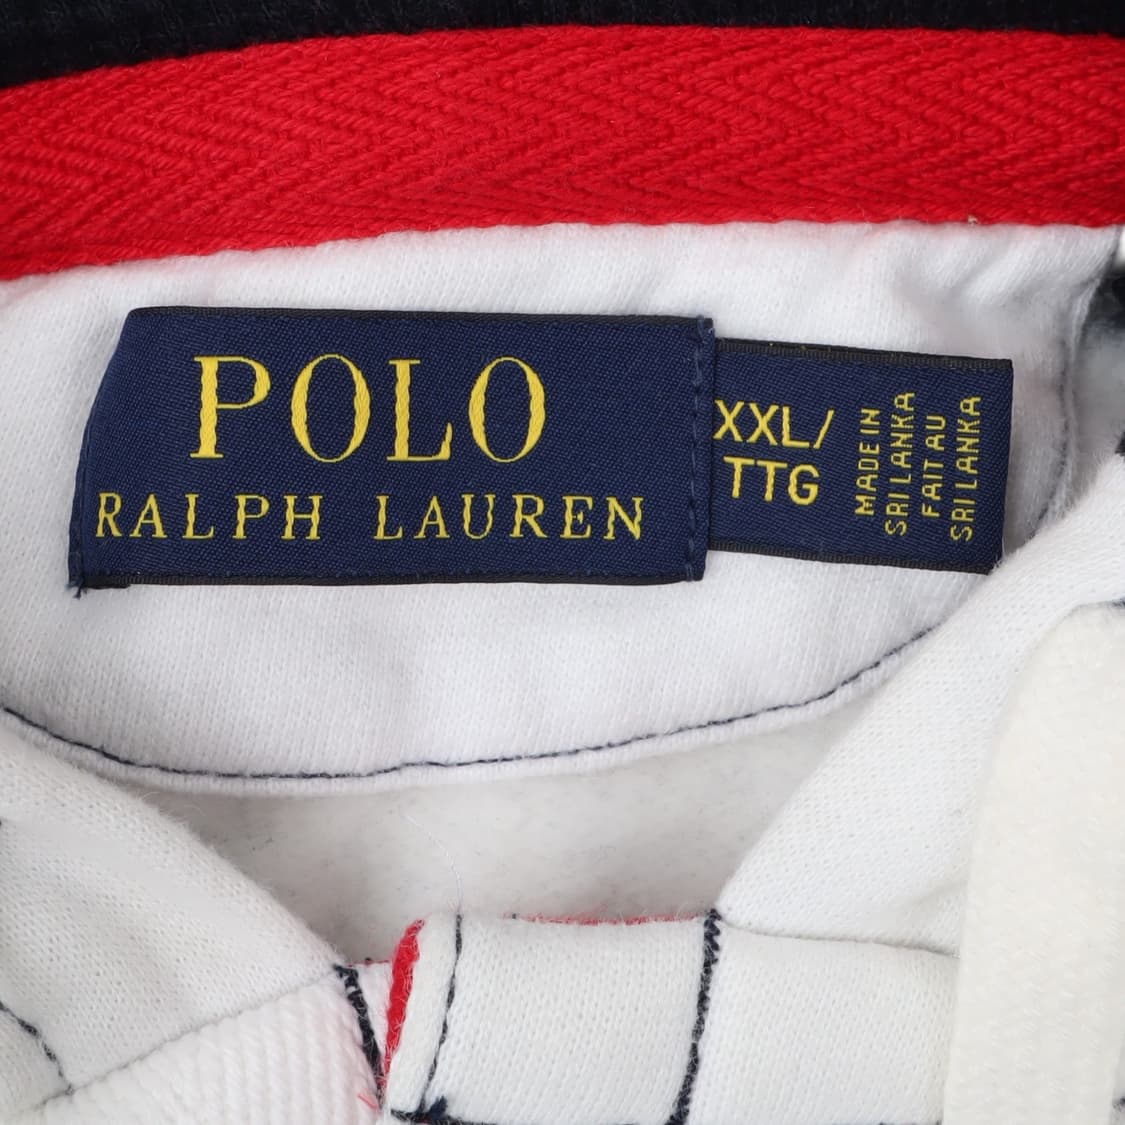 POLO
RALPH LAUREN
XXL/
TTG
MADE IN
SRI LANKA
FAIT AU
SRI LANKA